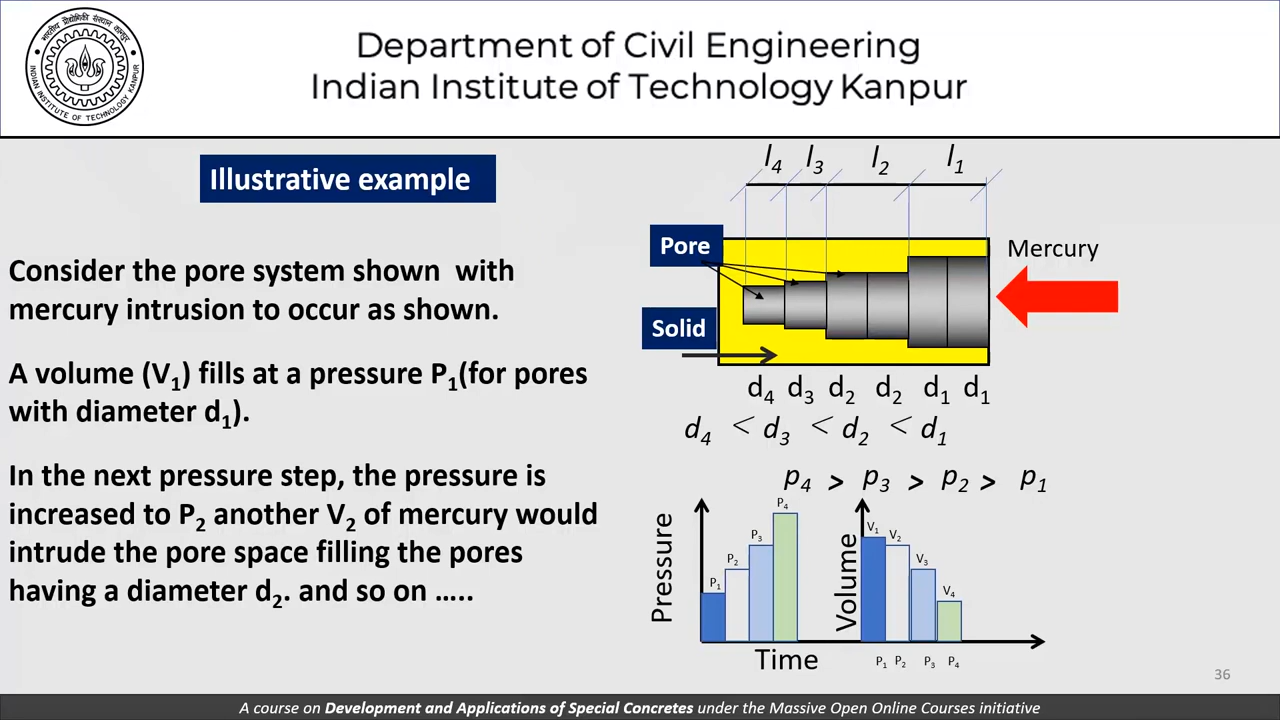 Department of Civil Engineering
Indian Institute of Technology Kanpur
INDIAN INSTITUTE OF TECHNOLOGY KANPUR
Illustrative example
Consider the pore system shown with
mercury intrusion to occur as shown.
A volume (V1) fills at a pressure P1(for pores
with diameter d1).
In the next pressure step, the pressure is
increased to P2 another V2 of mercury would
intrude the pore space filling the pores
having a diameter d2. and so on …..
l4 l3 l2 l1
Pore
Mercury
Solid
d4 d3 d2 d2 d1 d1
d4 < d3 < d2 < d1
p4 > p3 > p2 > p1
Pressure
P1 P2 P3 P4
Time
Volume
V1 V2 V3 V4
P1 P2 P3 P4
36
A course on Development and Applications of Special Concretes under the Massive Open Online Courses initiative